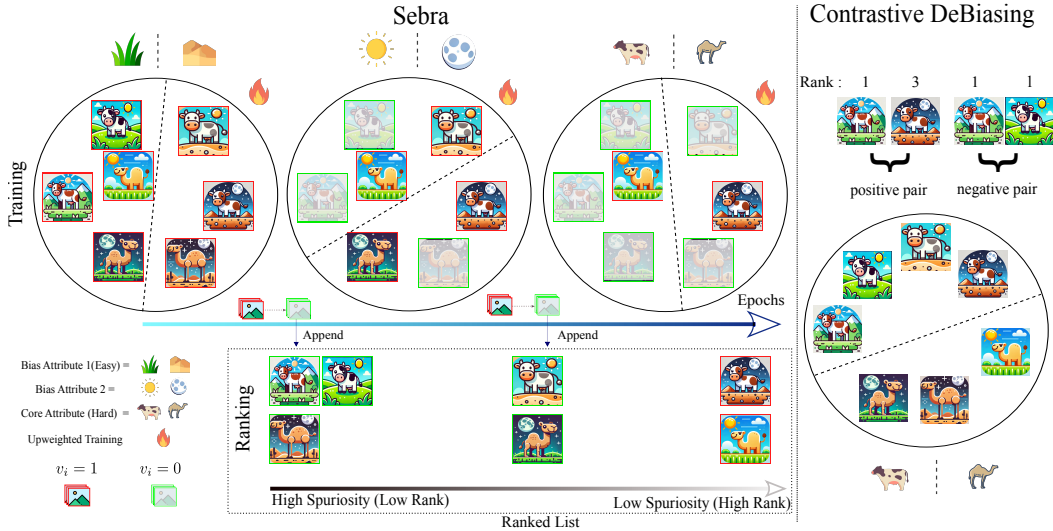 Sebra
Contrastive DeBiasing
Rank : 1 3 1 1
positive pair
negative pair
Training
Epochs
Append
Append
Bias Attribute 1(Easy) =
Bias Attribute 2 =
Core Attribute (Hard) =
Upweighted Training
v_i = 1
v_i = 0
Ranking
High Spuriosity (Low Rank)
Low Spuriosity (High Rank)
Ranked List